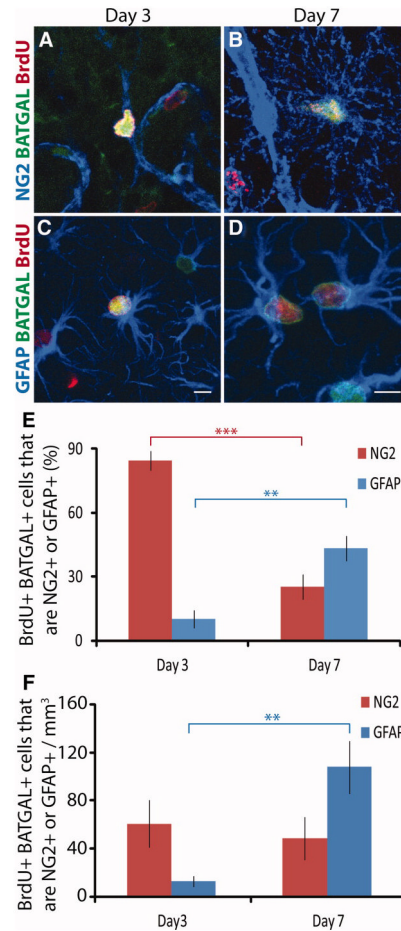 Day 3 Day 7
A B
NG2 BATGAL BrdU
C D
GFAP BATGAL BrdU
E
*** NG2
** GFAP
BrdU+ BATGAL+ cells that
are NG2+ or GFAP+ (%)
90
60
30
0
Day 3 Day 7
F
** NG2
GFAP
BrdU+ BATGAL+ cells that
are NG2+ or GFAP+ / mm³
160
120
80
40
0
Day3 Day 7